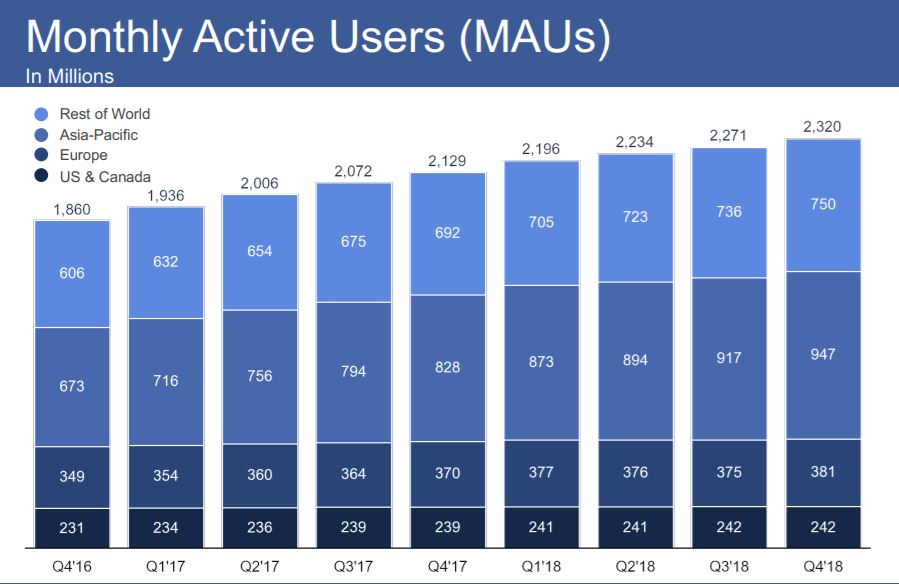 Monthly Active Users (MAUs)
In Millions
Rest of World
Asia-Pacific
Europe
US & Canada
1,860 1,936 2,006 2,072 2,129 2,196 2,234 2,271 2,320
606 632 654 675 692 705 723 736 750
673 716 756 794 828 873 894 917 947
349 354 360 364 370 377 376 375 381
231 234 236 239 239 241 241 242 242
Q4'16 Q1'17 Q2'17 Q3'17 Q4'17 Q1'18 Q2'18 Q3'18 Q4'18